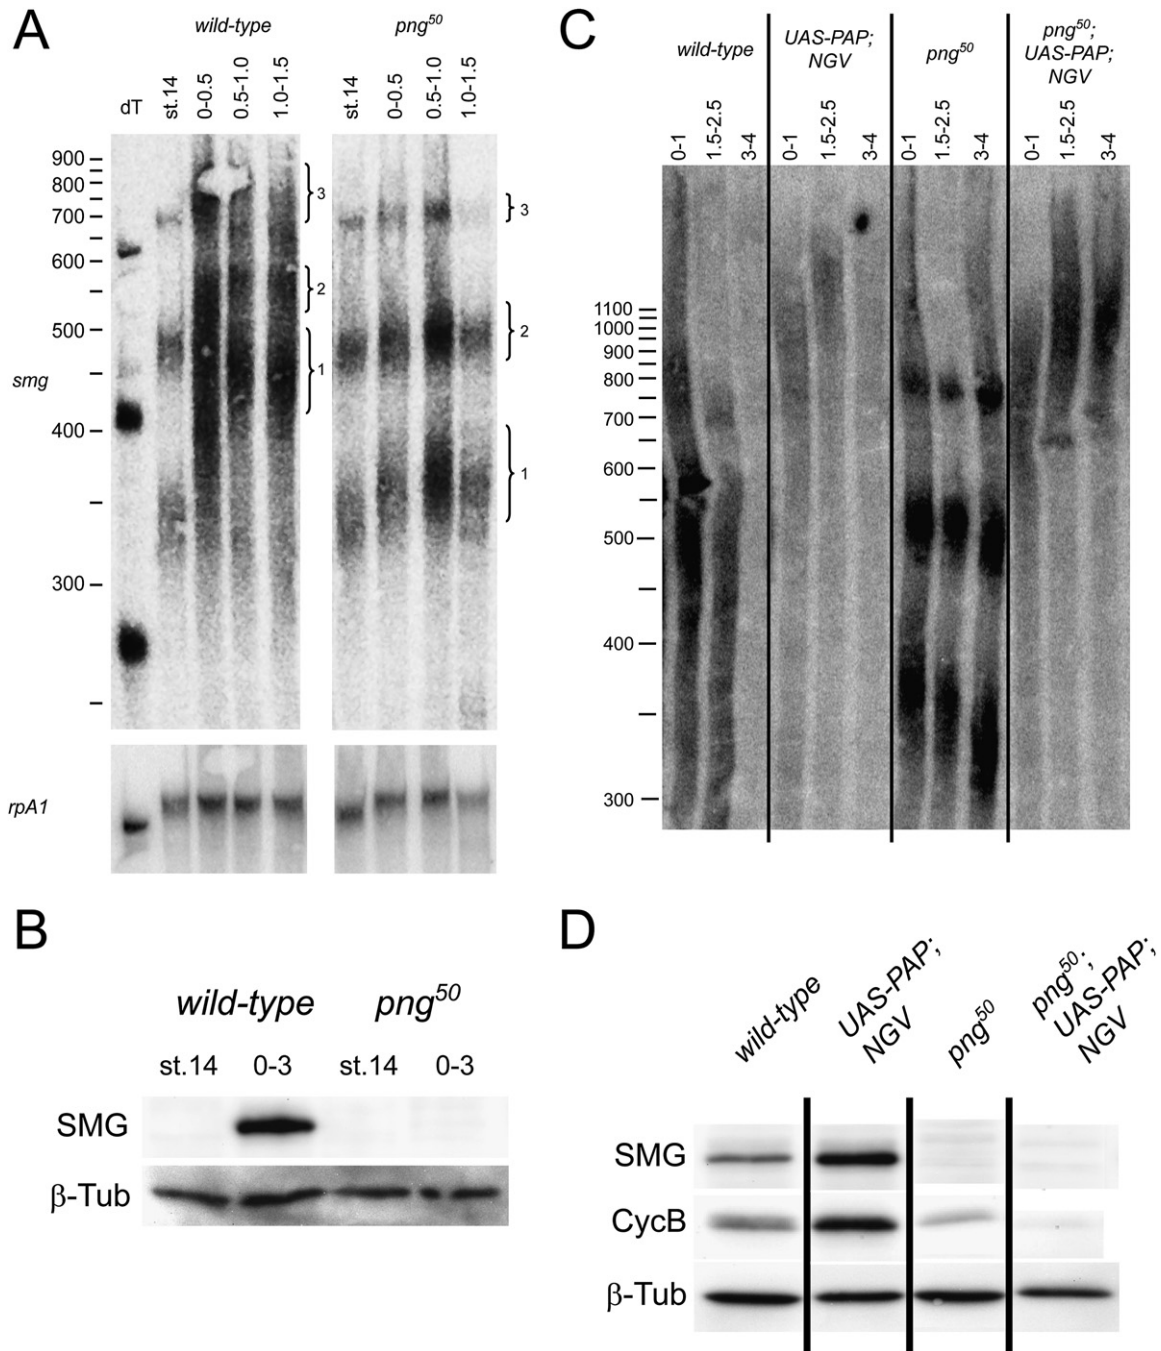 A
wild-type png⁵⁰
dT st.14 0-0.5 0.5-1.0 1.0-1.5 st.14 0-0.5 0.5-1.0 1.0-1.5
900
800
700
600
500
400
300
smg
3
2
1
3
2
1
rpA1
B
wild-type png⁵⁰
st.14 0-3 st.14 0-3
SMG
β-Tub
C
wild-type
UAS-PAP;
NGV
png⁵⁰
png⁵⁰;
UAS-PAP;
NGV
0-1 1.5-2.5 3-4 0-1 1.5-2.5 3-4 0-1 1.5-2.5 3-4 0-1 1.5-2.5 3-4
1100
1000
900
800
700
600
500
400
300
D
wild-type
UAS-PAP;
NGV
png⁵⁰
png⁵⁰;
UAS-PAP;
NGV
SMG
CycB
β-Tub